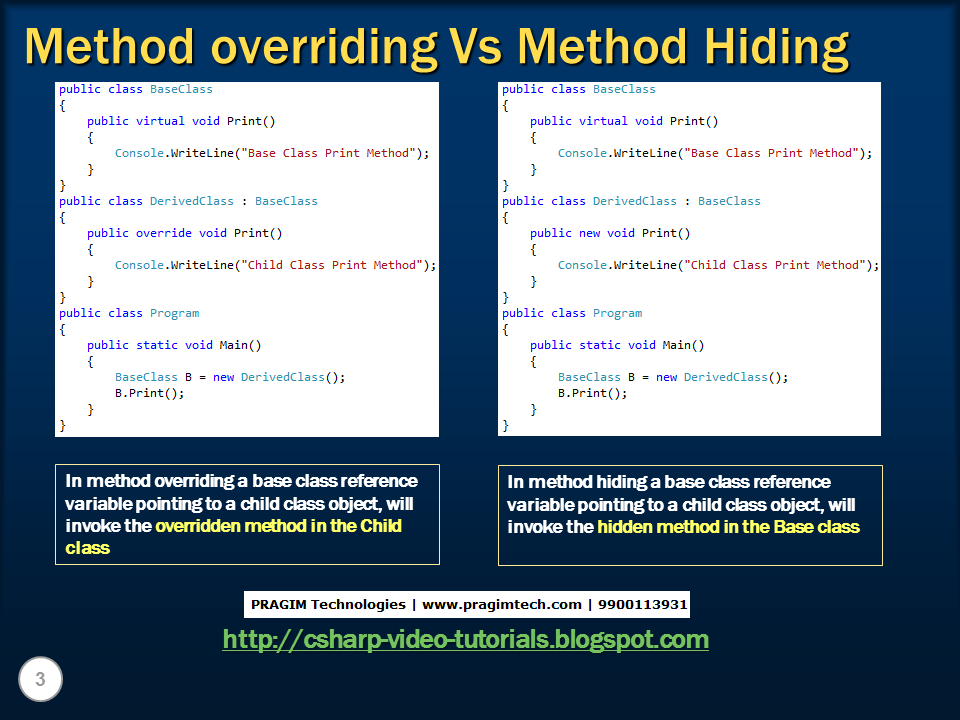 Method overriding Vs Method Hiding
public class BaseClass
{
    public virtual void Print()
    {
        Console.WriteLine("Base Class Print Method");
    }
}
public class DerivedClass : BaseClass
{
    public override void Print()
    {
        Console.WriteLine("Child Class Print Method");
    }
}
public class Program
{
    public static void Main()
    {
        BaseClass B = new DerivedClass();
        B.Print();
    }
}
In method overriding a base class reference
variable pointing to a child class object, will
invoke the overridden method in the Child
class
public class BaseClass
{
    public virtual void Print()
    {
        Console.WriteLine("Base Class Print Method");
    }
}
public class DerivedClass : BaseClass
{
    public new void Print()
    {
        Console.WriteLine("Child Class Print Method");
    }
}
public class Program
{
    public static void Main()
    {
        BaseClass B = new DerivedClass();
        B.Print();
    }
}
In method hiding a base class reference
variable pointing to a child class object, will
invoke the hidden method in the Base class
PRAGIM Technologies | www.pragimtech.com | 9900113931
http://csharp-video-tutorials.blogspot.com
3